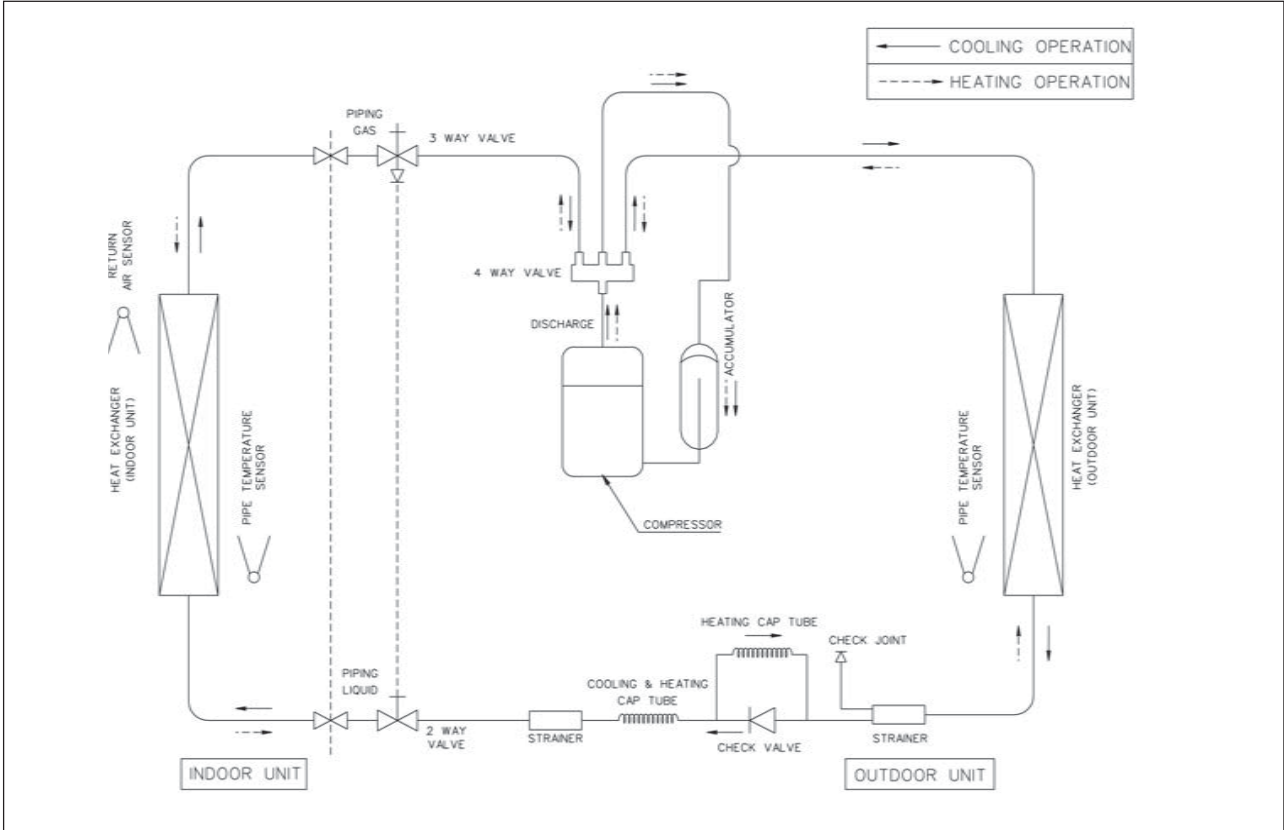 COOLING OPERATION
HEATING OPERATION
PIPING
GAS
3 WAY VALVE
RETURN
AIR SENSOR
4 WAY VALVE
DISCHARGE
ACCUMULATOR
HEAT EXCHANGER
(INDOOR UNIT)
PIPE TEMPERATURE
SENSOR
COMPRESSOR
PIPE TEMPERATURE
SENSOR
HEAT EXCHANGER
(OUTDOOR UNIT)
HEATING CAP TUBE
CHECK JOINT
PIPING
LIQUID
COOLING & HEATING
CAP TUBE
2 WAY
VALVE
STRAINER
CHECK VALVE
STRAINER
INDOOR UNIT
OUTDOOR UNIT